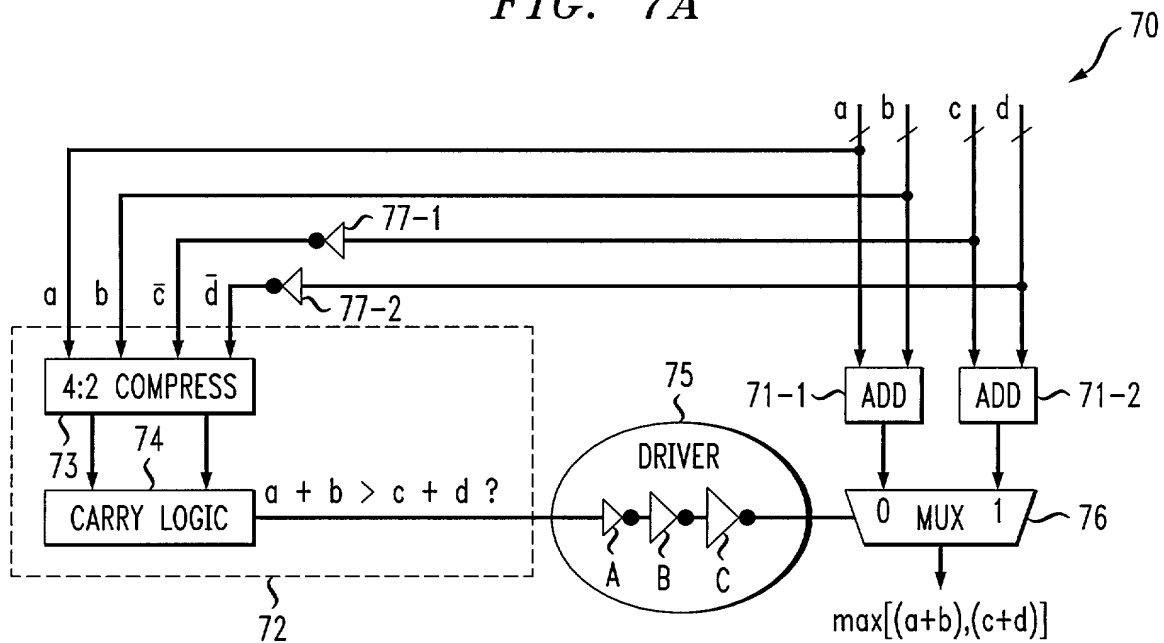 FIG. 7A
70
a b c d
77-1
a b c̄ d̄
77-2
4:2 COMPRESS
73
74
CARRY LOGIC
72
a + b > c + d ?
75
DRIVER
A B C
71-1
ADD
ADD
71-2
0 MUX 1
76
max[(a+b),(c+d)]